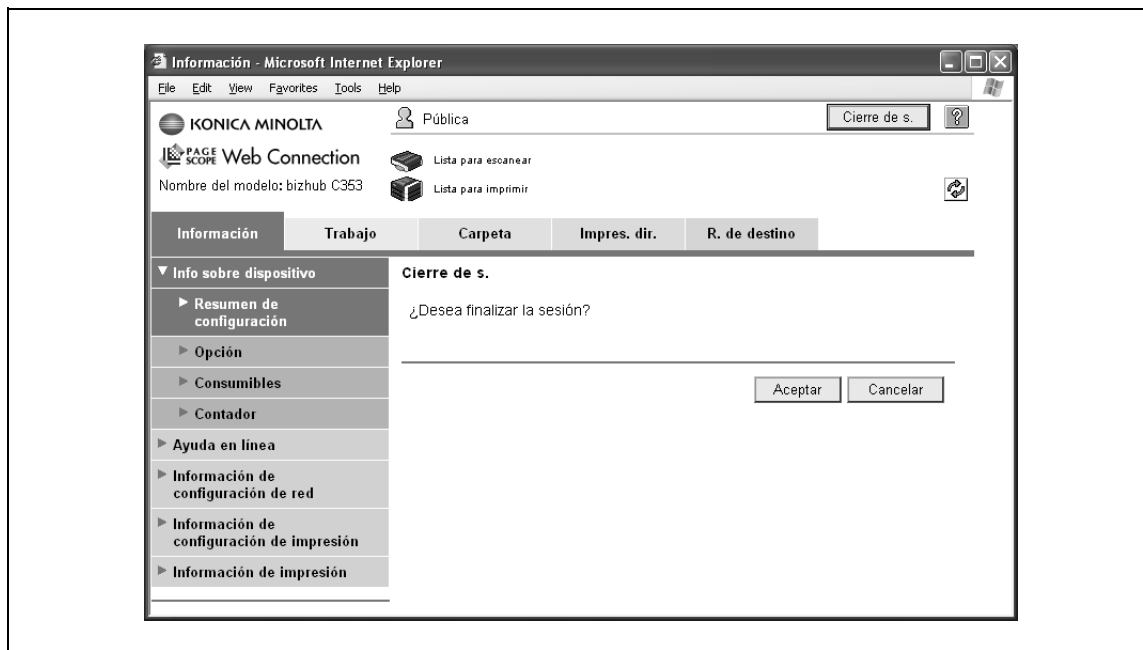 Información - Microsoft Internet Explorer
File Edit View Favorites Tools Help
KONICA MINOLTA
Pública
Cierre de s.
?
PAGE SCOPE Web Connection
Lista para escanear
Nombre del modelo: bizhub C353
Lista para imprimir
Información Trabajo Carpeta Impres. dir. R. de destino
Info sobre dispositivo
Resumen de
configuración
Opción
Consumibles
Contador
Ayuda en línea
Información de
configuración de red
Información de
configuración de impresión
Información de impresión
Cierre de s.
¿Desea finalizar la sesión?
Aceptar Cancelar